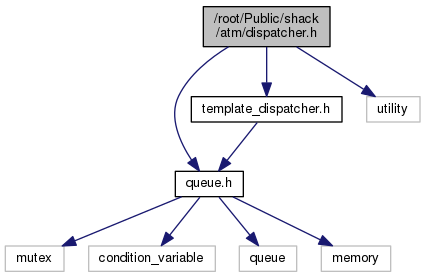 /root/Public/shack
/atm/dispatcher.h
template_dispatcher.h
utility
queue.h
mutex
condition_variable
queue
memory